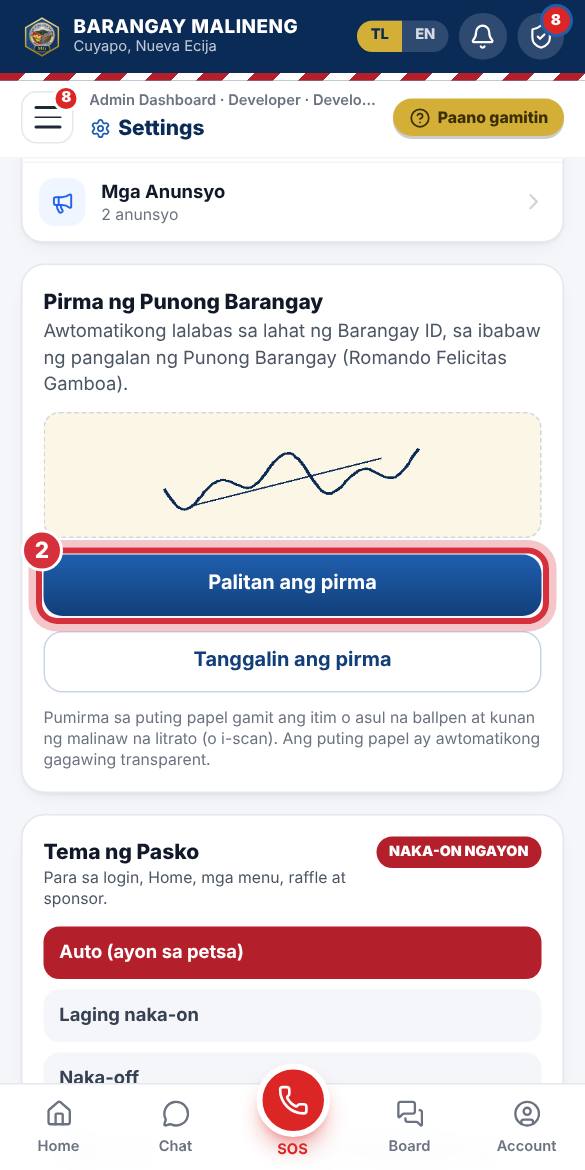 BARANGAY MALINENG
Cuyapo, Nueva Ecija
TL EN
8
8
Admin Dashboard · Developer · Develo...
Settings
Paano gamitin
Mga Anunsyo
2 anunsyo
Pirma ng Punong Barangay
Awtomatikong lalabas sa lahat ng Barangay ID, sa ibabaw
ng pangalan ng Punong Barangay (Romando Felicitas
Gamboa).
2
Palitan ang pirma
Tanggalin ang pirma
Pumirma sa puting papel gamit ang itim o asul na ballpen at kunan
ng malinaw na litrato (o i-scan). Ang puting papel ay awtomatikong
gagawing transparent.
Tema ng Pasko
NAKA-ON NGAYON
Para sa login, Home, mga menu, raffle at
sponsor.
Auto (ayon sa petsa)
Laging naka-on
Naka-off
Home
Chat
SOS
Board
Account